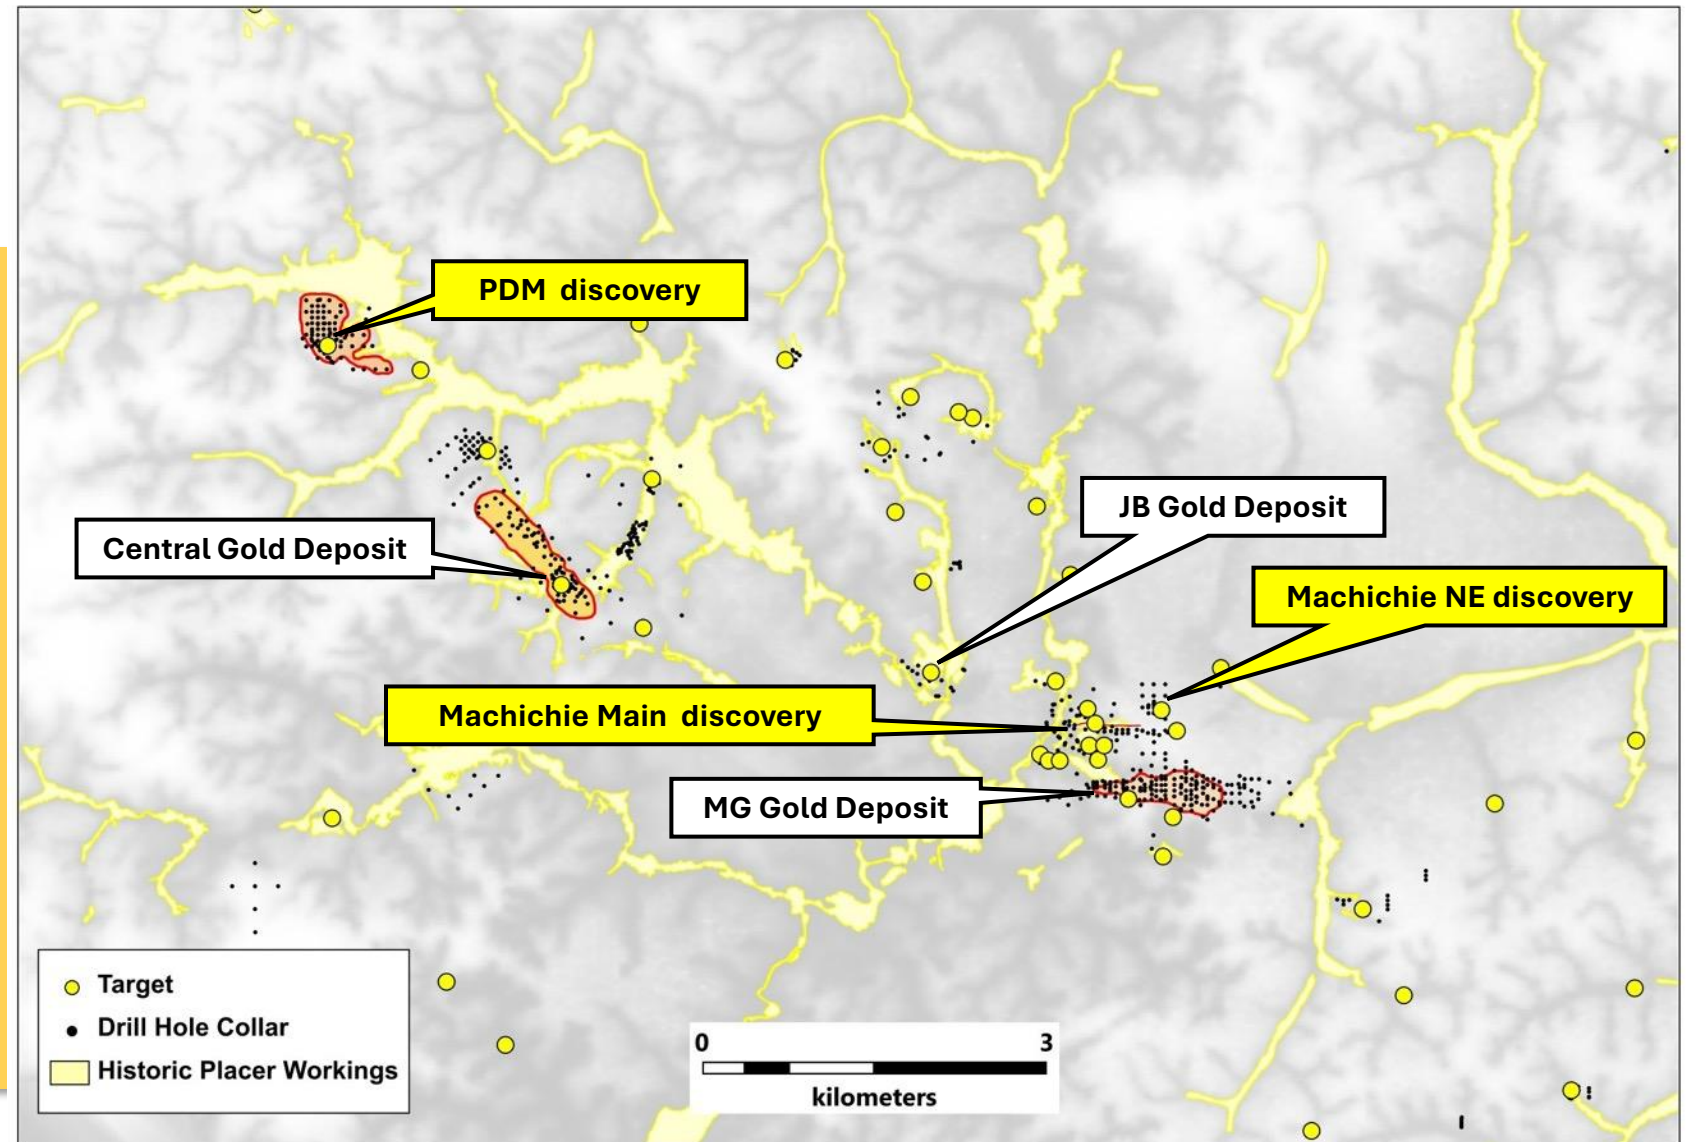 PDM  discovery
JB Gold Deposit
Central Gold Deposit
Machichie NE discovery
Machichie Main  discovery
MG Gold Deposit
Target
Drill Hole Collar
Historic Placer Workings
0 3
kilometers